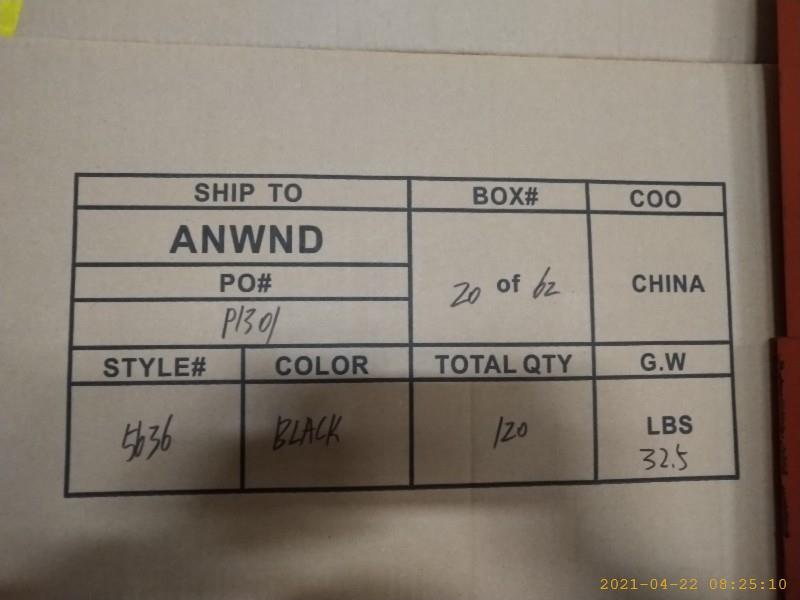 SHIP TO BOX# COO
ANWND
PO#
20 of 62 CHINA
P1301
STYLE# COLOR TOTAL QTY G.W
5636 BLACK 120 LBS
32.5
2021-04-22 08:25:10